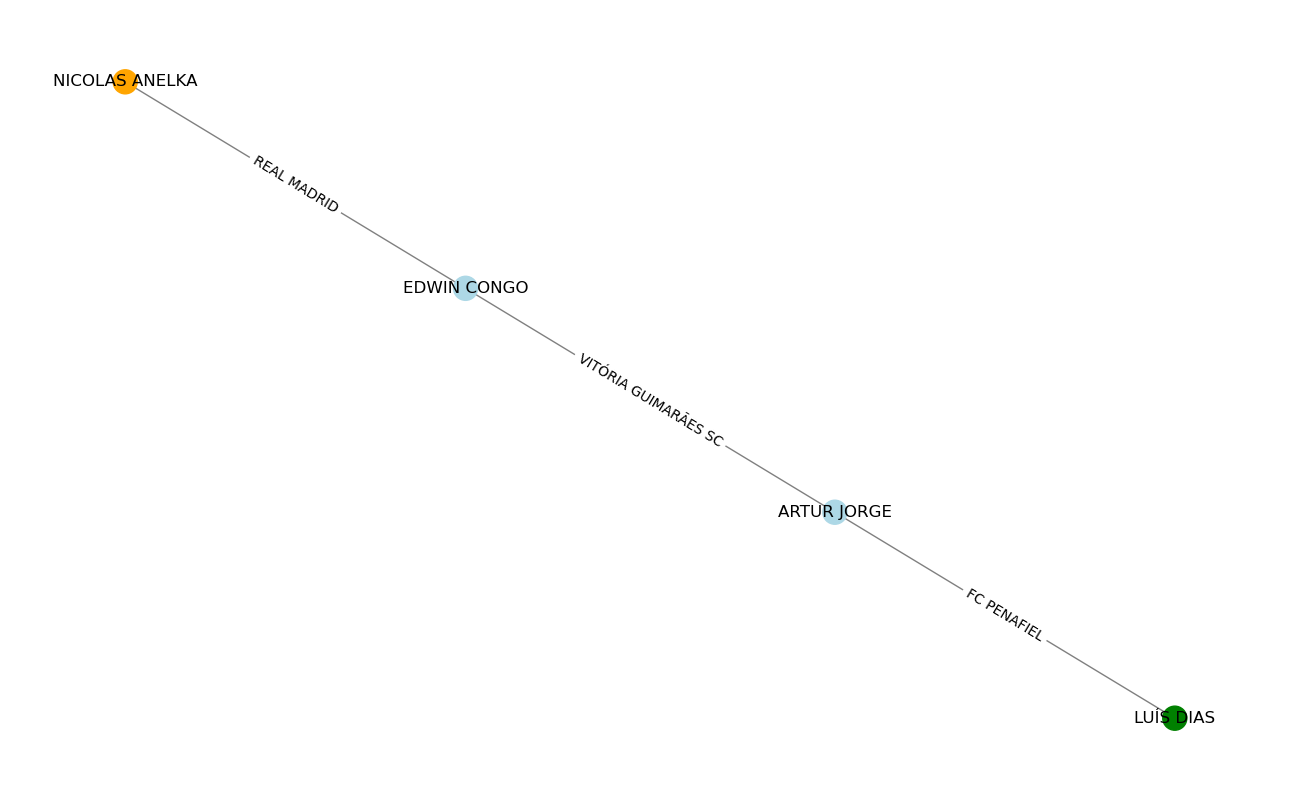 NICOLAS ANELKA
REAL MADRID
EDWIN CONGO
VITÓRIA GUIMARÃES SC
ARTUR JORGE
FC PENAFIEL
LUÍS DIAS